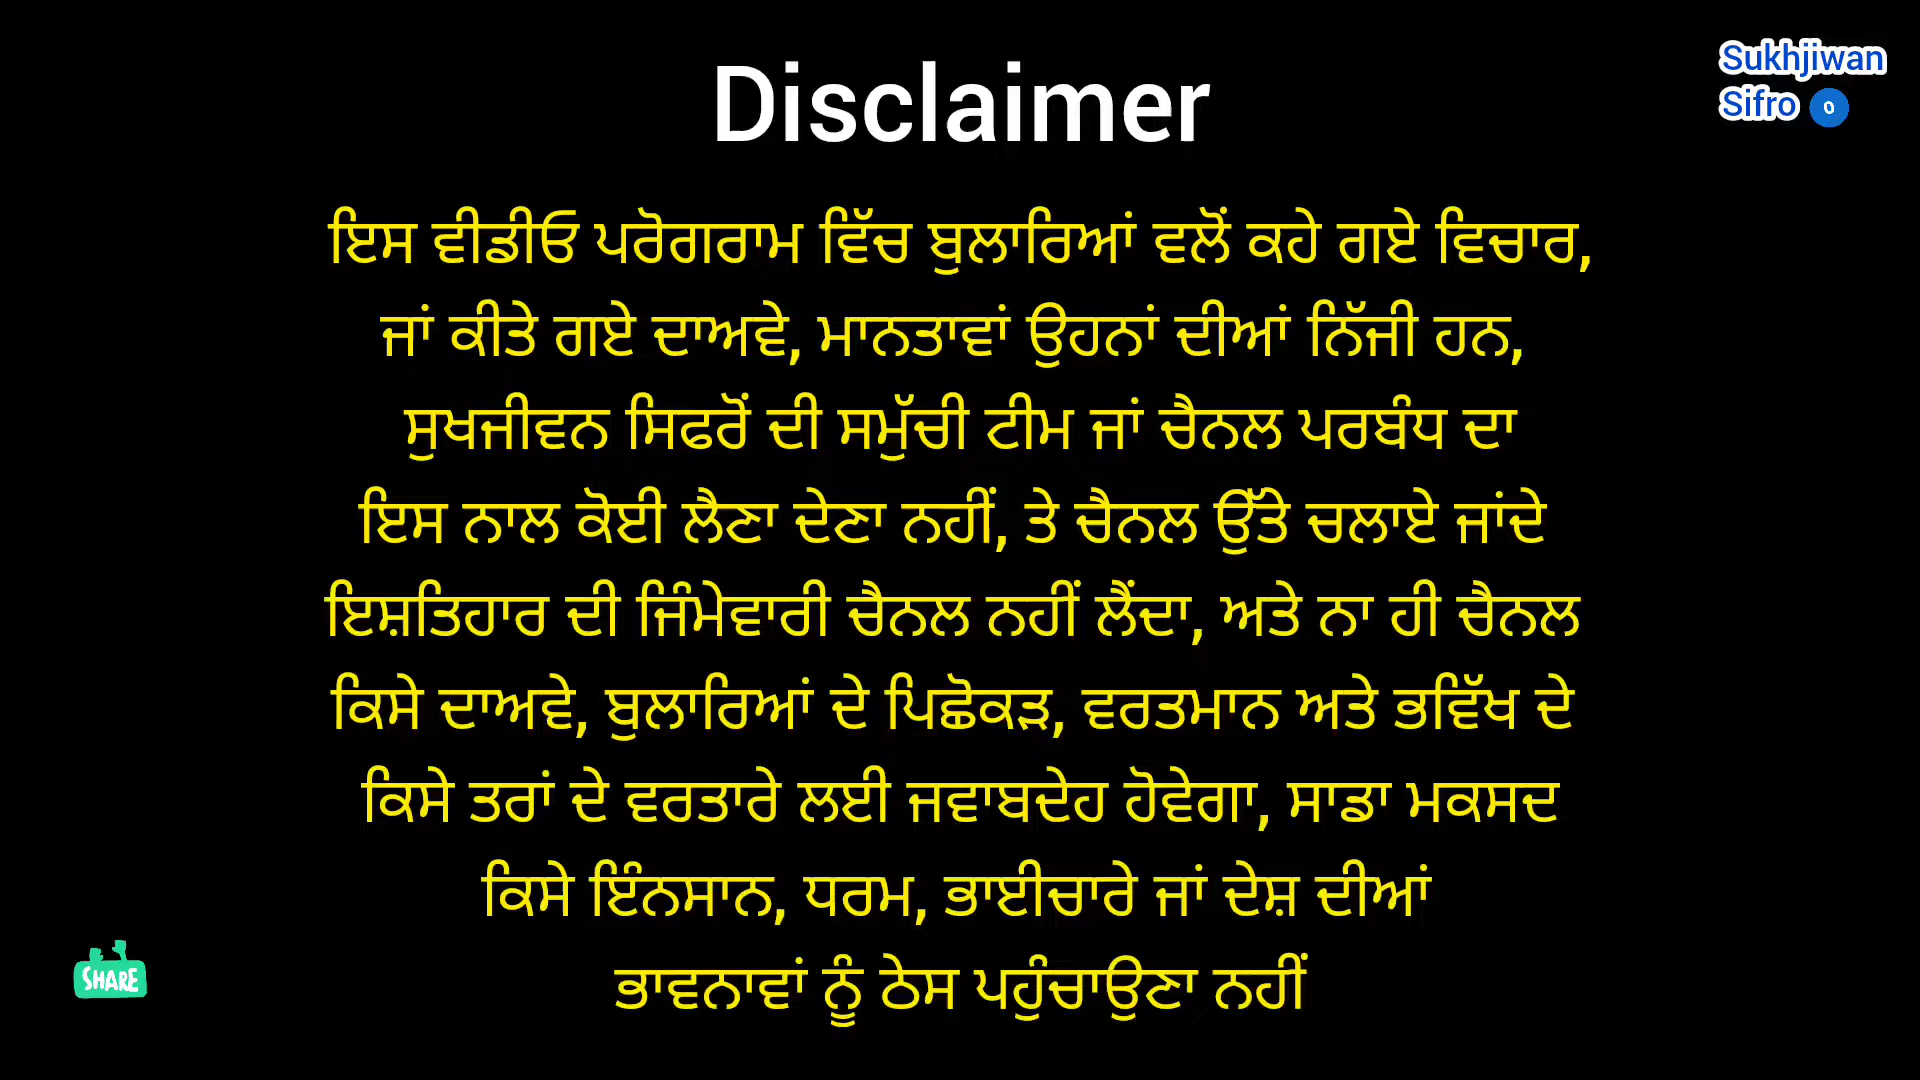 Disclaimer
Sukhjiwan
Sifro 0
ਇਸ ਵੀਡੀਓ ਪਰੋਗਰਾਮ ਵਿੱਚ ਬੁਲਾਰਿਆਂ ਵਲੋਂ ਕਹੇ ਗਏ ਵਿਚਾਰ,
ਜਾਂ ਕੀਤੇ ਗਏ ਦਾਅਵੇ, ਮਾਨਤਾਵਾਂ ਉਹਨਾਂ ਦੀਆਂ ਨਿੱਜੀ ਹਨ,
ਸੁਖਜੀਵਨ ਸਿਫਰੋਂ ਦੀ ਸਮੁੱਚੀ ਟੀਮ ਜਾਂ ਚੈਨਲ ਪਰਬੰਧ ਦਾ
ਇਸ ਨਾਲ ਕੋਈ ਲੈਣਾ ਦੇਣਾ ਨਹੀਂ, ਤੇ ਚੈਨਲ ਉੱਤੇ ਚਲਾਏ ਜਾਂਦੇ
ਇਸ਼ਤਿਹਾਰ ਦੀ ਜਿੰਮੇਵਾਰੀ ਚੈਨਲ ਨਹੀਂ ਲੈਂਦਾ, ਅਤੇ ਨਾ ਹੀ ਚੈਨਲ
ਕਿਸੇ ਦਾਅਵੇ, ਬੁਲਾਰਿਆਂ ਦੇ ਪਿਛੋਕੜ, ਵਰਤਮਾਨ ਅਤੇ ਭਵਿੱਖ ਦੇ
ਕਿਸੇ ਤਰਾਂ ਦੇ ਵਰਤਾਰੇ ਲਈ ਜਵਾਬਦੇਹ ਹੋਵੇਗਾ, ਸਾਡਾ ਮਕਸਦ
ਕਿਸੇ ਇੰਨਸਾਨ, ਧਰਮ, ਭਾਈਚਾਰੇ ਜਾਂ ਦੇਸ਼ ਦੀਆਂ
ਭਾਵਨਾਵਾਂ ਨੂੰ ਠੇਸ ਪਹੁੰਚਾਉਣਾ ਨਹੀਂ
SHARE